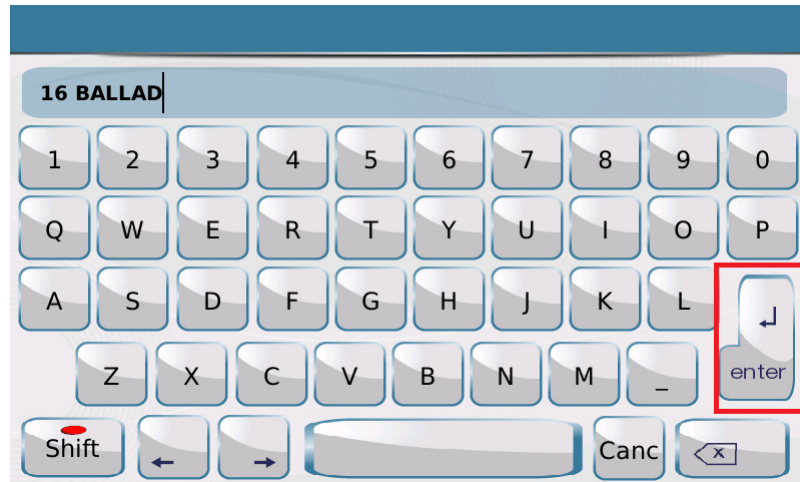 16 BALLAD
1 2 3 4 5 6 7 8 9 0
Q W E R T Y U I O P
A S D F G H J K L
enter
Z X C V B N M _
Shift Canc x